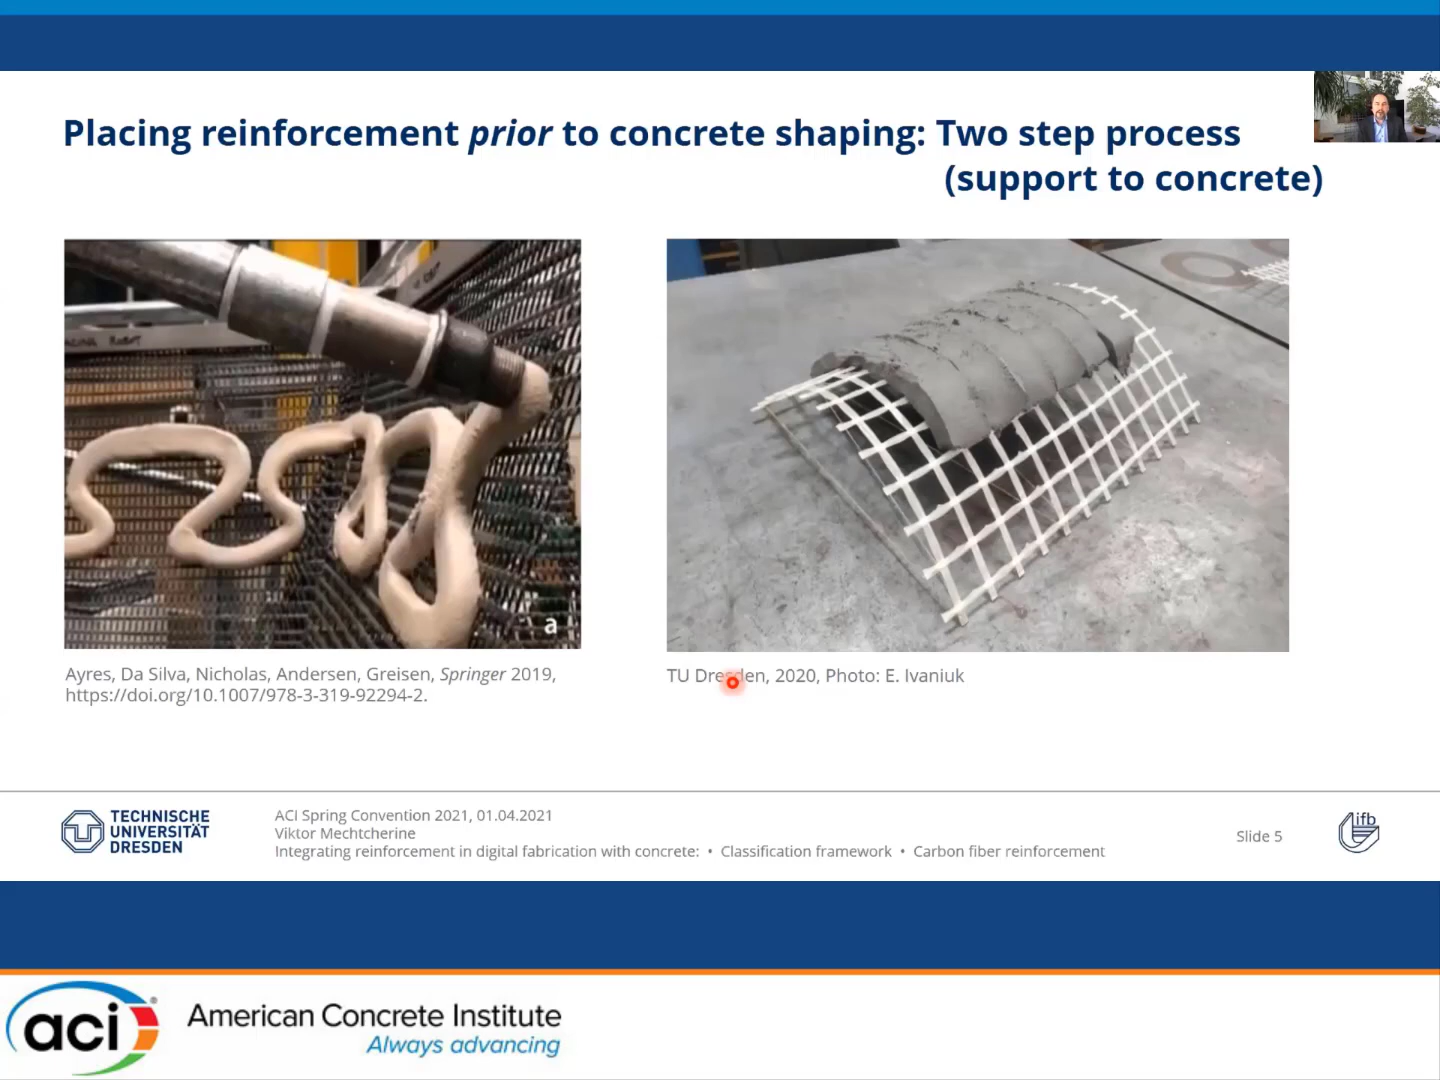 Placing reinforcement prior to concrete shaping: Two step process
(support to concrete)
a
Ayres, Da Silva, Nicholas, Andersen, Greisen, Springer 2019,
https://doi.org/10.1007/978-3-319-92294-2.
TU Dresden, 2020, Photo: E. Ivaniuk
TECHNISCHE
UNIVERSITÄT
DRESDEN
ACI Spring Convention 2021, 01.04.2021
Viktor Mechtcherine
Integrating reinforcement in digital fabrication with concrete: • Classification framework • Carbon fiber reinforcement
Slide 5
ifb
aci
American Concrete Institute
Always advancing